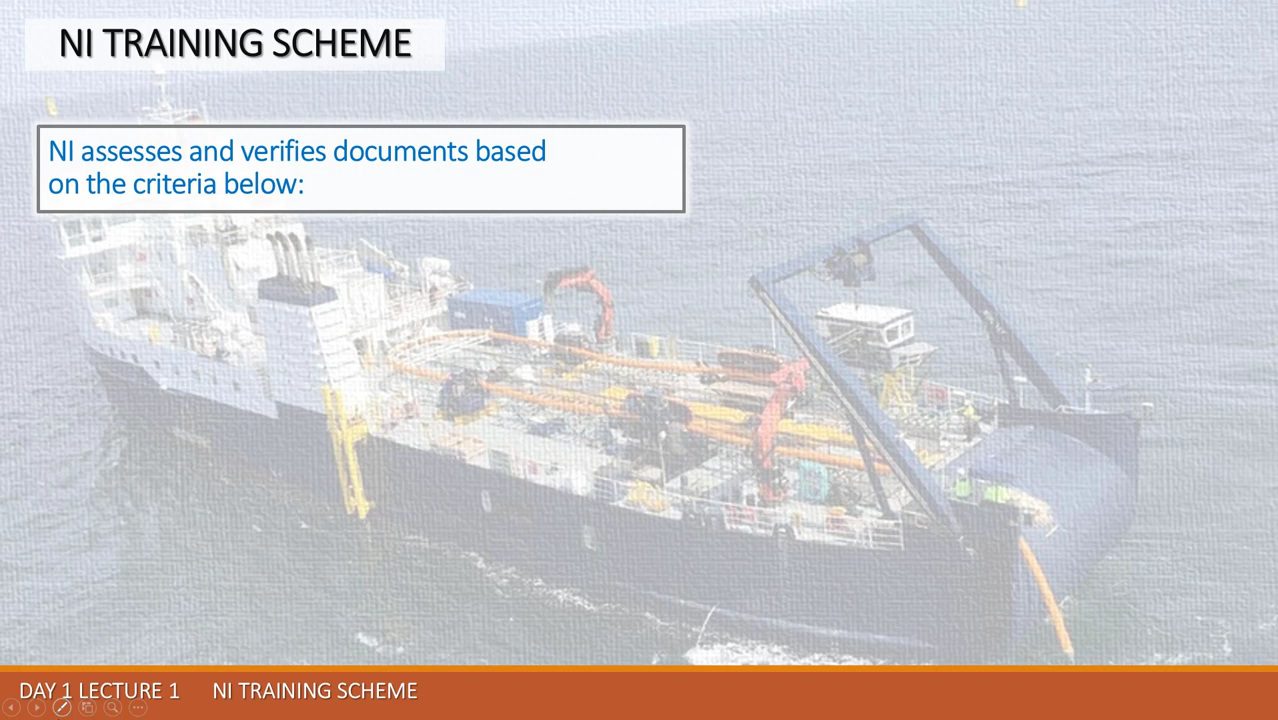 NI TRAINING SCHEME
NI assesses and verifies documents based
on the criteria below:
DAY 1 LECTURE 1 NI TRAINING SCHEME